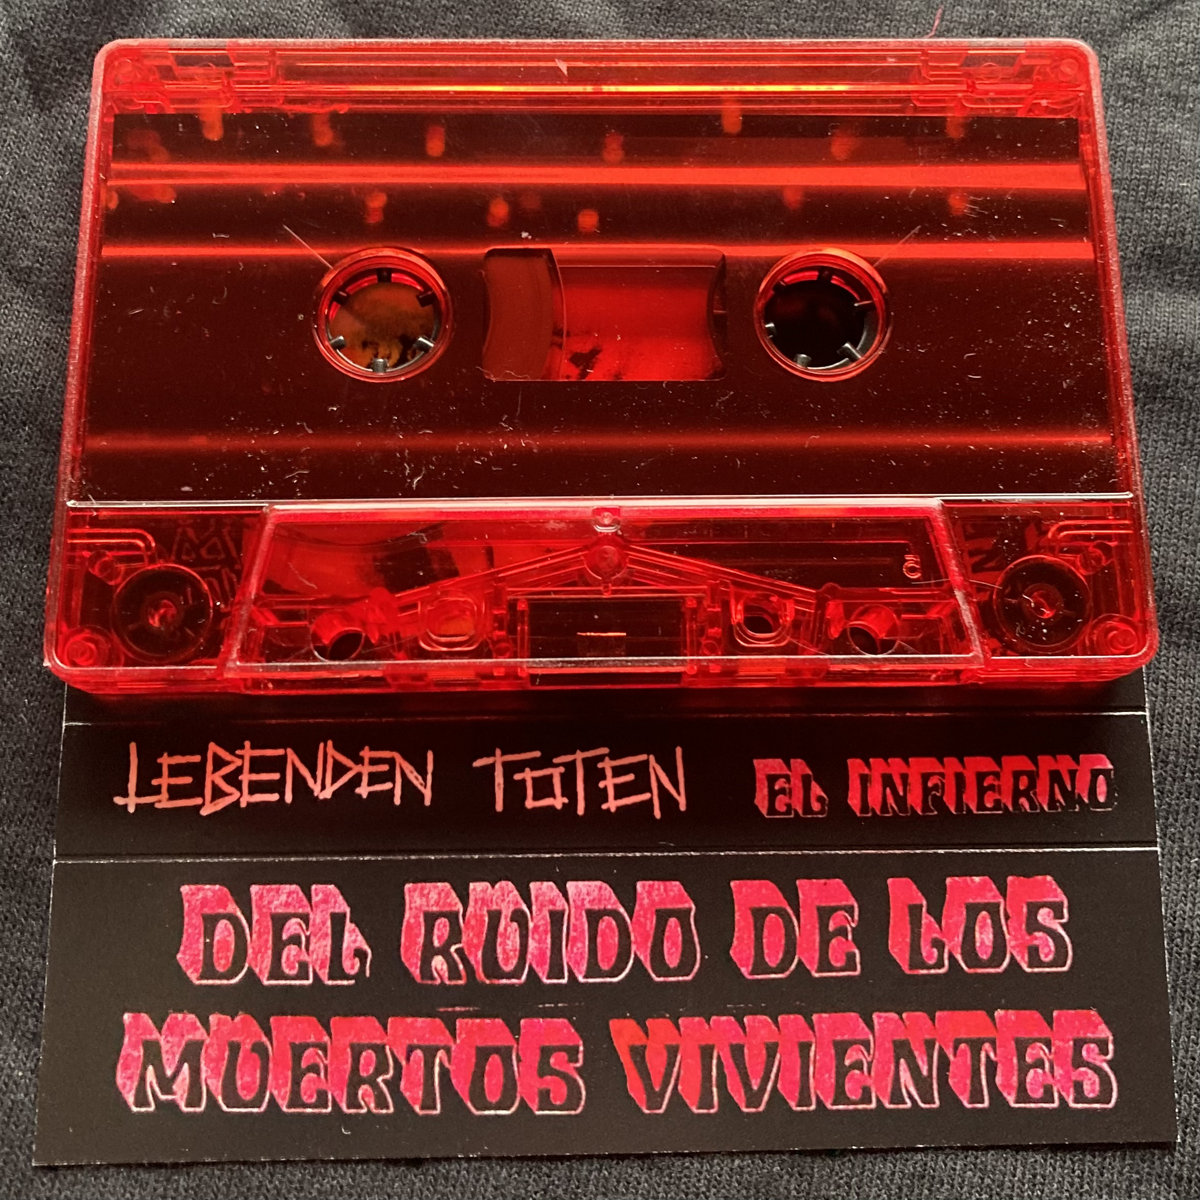 LEBENDEN TOTEN EL INFIERNO
DEL RUIDO DE LOS
MUERTOS VIVIENTES